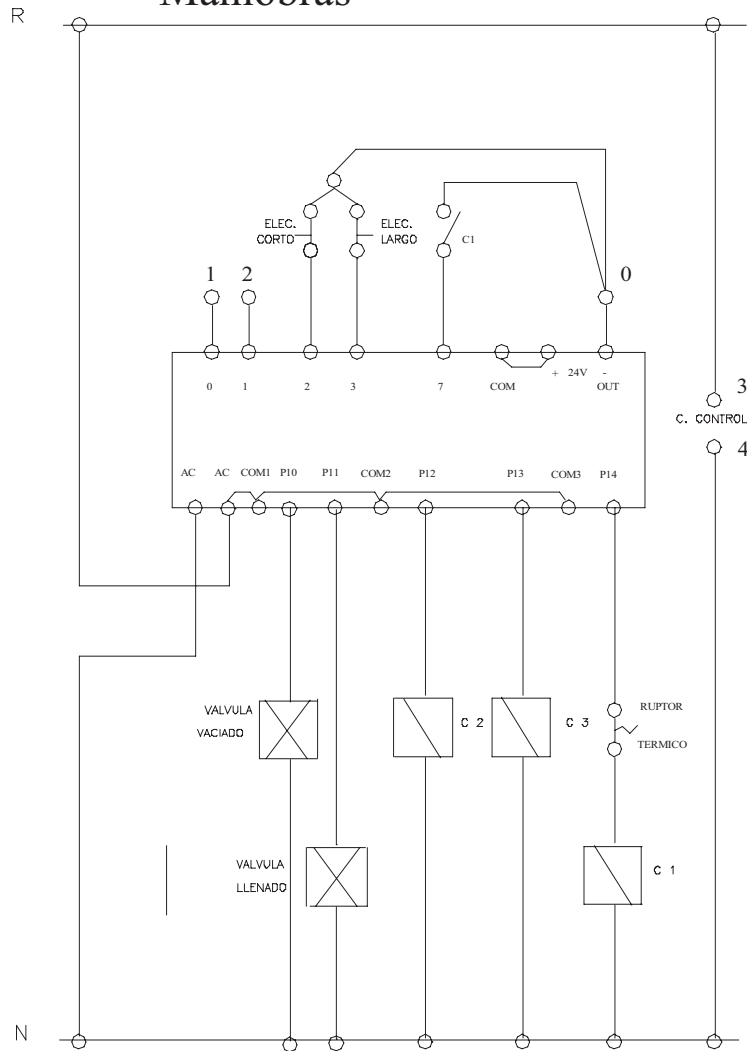 Maniobras
R
ELEC.
CORTO
ELEC.
LARGO
C1
1 2
0
0 1 2 3 7 COM + 24V -
OUT
3
C. CONTROL
4
AC AC COM1 P10 P11 COM2 P12 P13 COM3 P14
VALVULA
VACIADO
C 2
C 3
RUPTOR
TERMICO
VALVULA
LLENADO
C 1
N